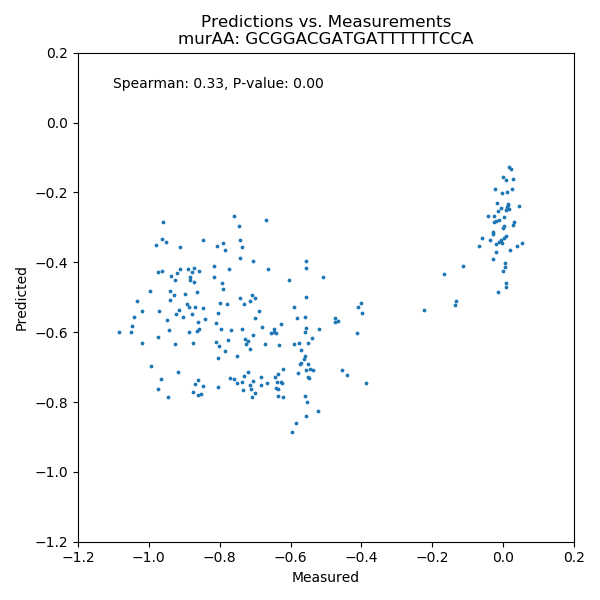 Predictions vs. Measurements
murAA: GCGGACGATGATTTTTTCCA
Spearman: 0.33, P-value: 0.00
Predicted
0.2
0.0
−0.2
−0.4
−0.6
−0.8
−1.0
−1.2
−1.2 −1.0 −0.8 −0.6 −0.4 −0.2 0.0 0.2
Measured